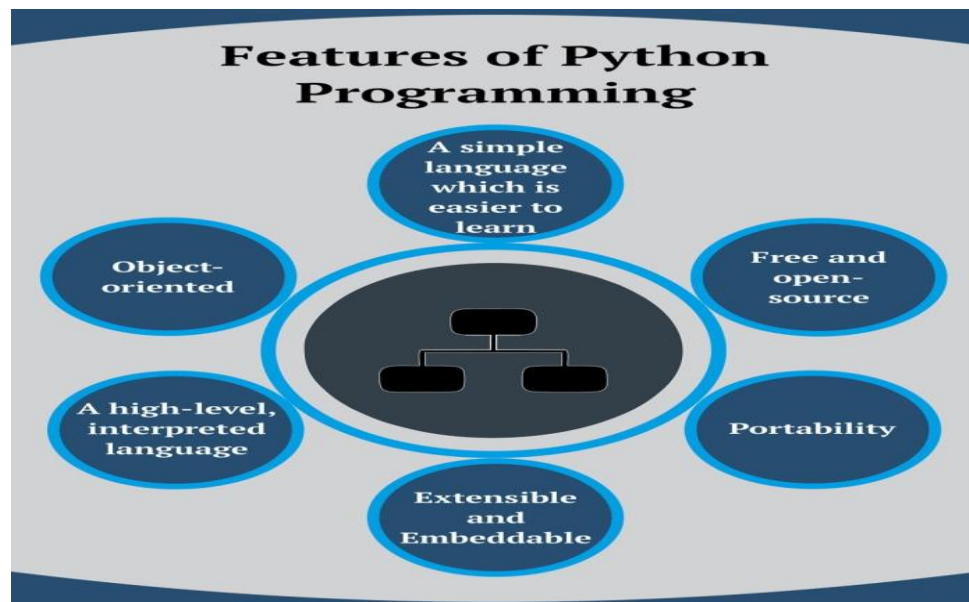 Features of Python
Programming
A simple
language
which is
easier to
learn
Free and
open-
source
Portability
Extensible
and
Embeddable
A high-level,
interpreted
language
Object-
oriented